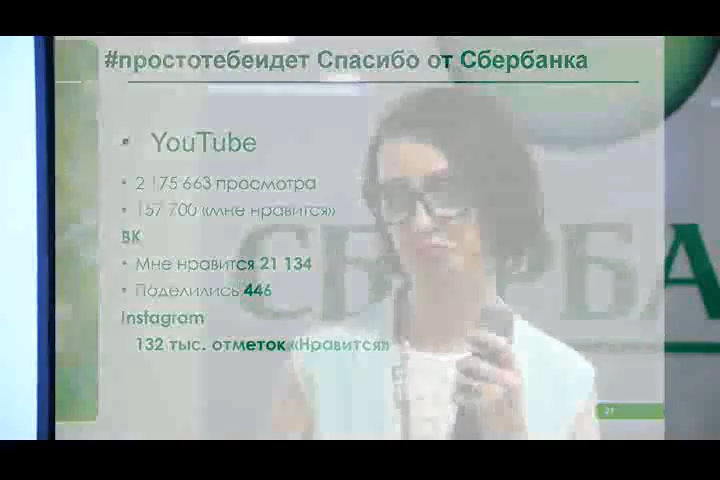 #простотебеидет Спасибо от Сбербанка
• YouTube
• 2 175 663 просмотра
• 157 700 «мне нравится»
ВК
• Мне нравится 21 134
• Поделились 446
Instagram
132 тыс. отметок «Нравится»
СБЕРБА
21